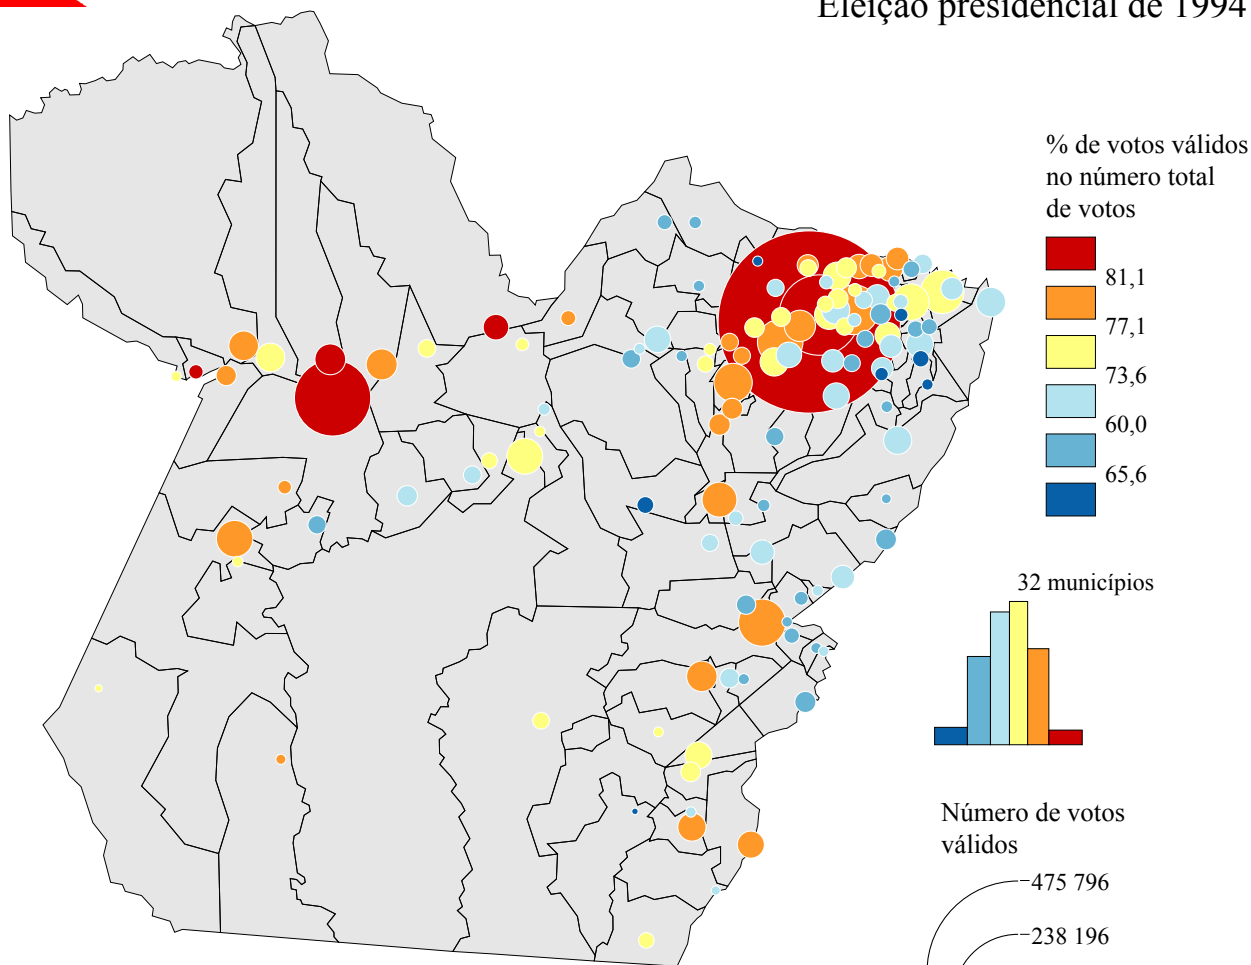 Eleição presidencial de 1994
% de votos válidos
no número total
de votos
81,1
77,1
73,6
60,0
65,6
32 municípios
Número de votos
válidos
475 796
238 196